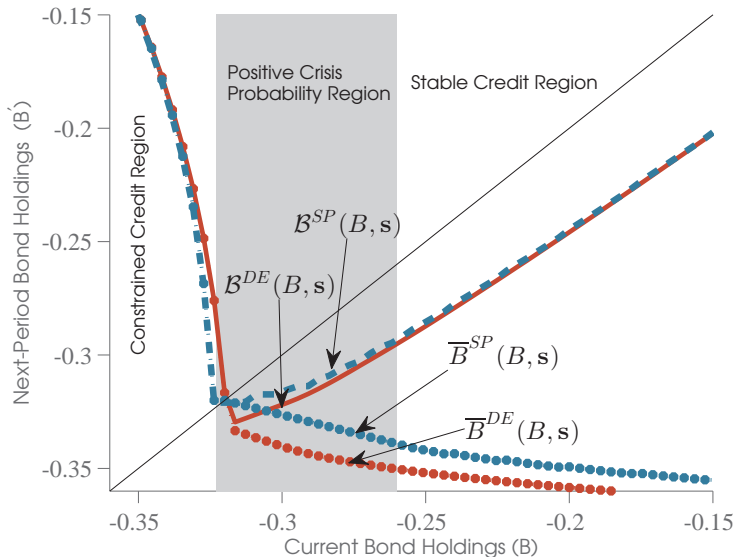 -0.15
Positive Crisis
Probability Region
Stable Credit Region
-0.2
Next-Period Bond Holdings (B′)
Constrained Credit Region
-0.25
𝓑^{SP}(B, s)
𝓑^{DE}(B, s)
-0.3
B̅^{SP}(B, s)
B̅^{DE}(B, s)
-0.35
-0.35 -0.3 -0.25 -0.2 -0.15
Current Bond Holdings (B)